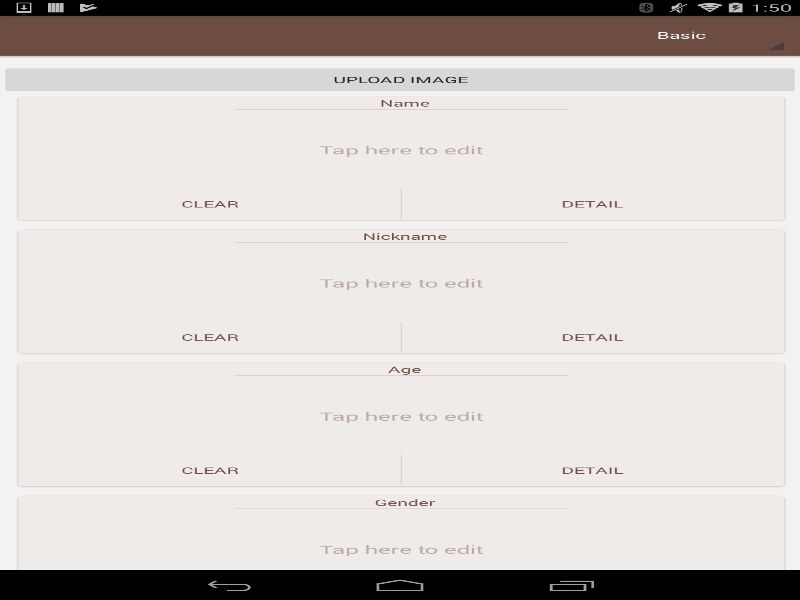 1:50
Basic
UPLOAD IMAGE
Name
Tap here to edit
CLEAR DETAIL
Nickname
Tap here to edit
CLEAR DETAIL
Age
Tap here to edit
CLEAR DETAIL
Gender
Tap here to edit